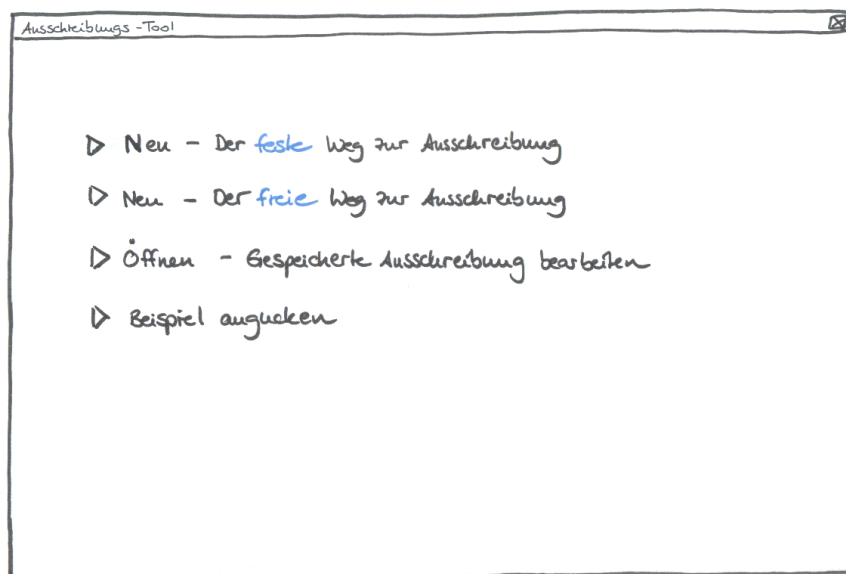 Ausschreibungs-Tool
Neu - Der feste Weg zur Ausschreibung
Neu - Der freie Weg zur Ausschreibung
Öffnen - Gespeicherte Ausschreibung bearbeiten
Beispiel angucken